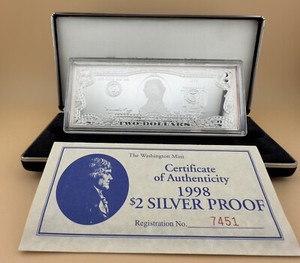 TWO DOLLARS
The Washington Mint
Certificate
of Authenticity
1998
$2 SILVER PROOF
Registration No. 7451